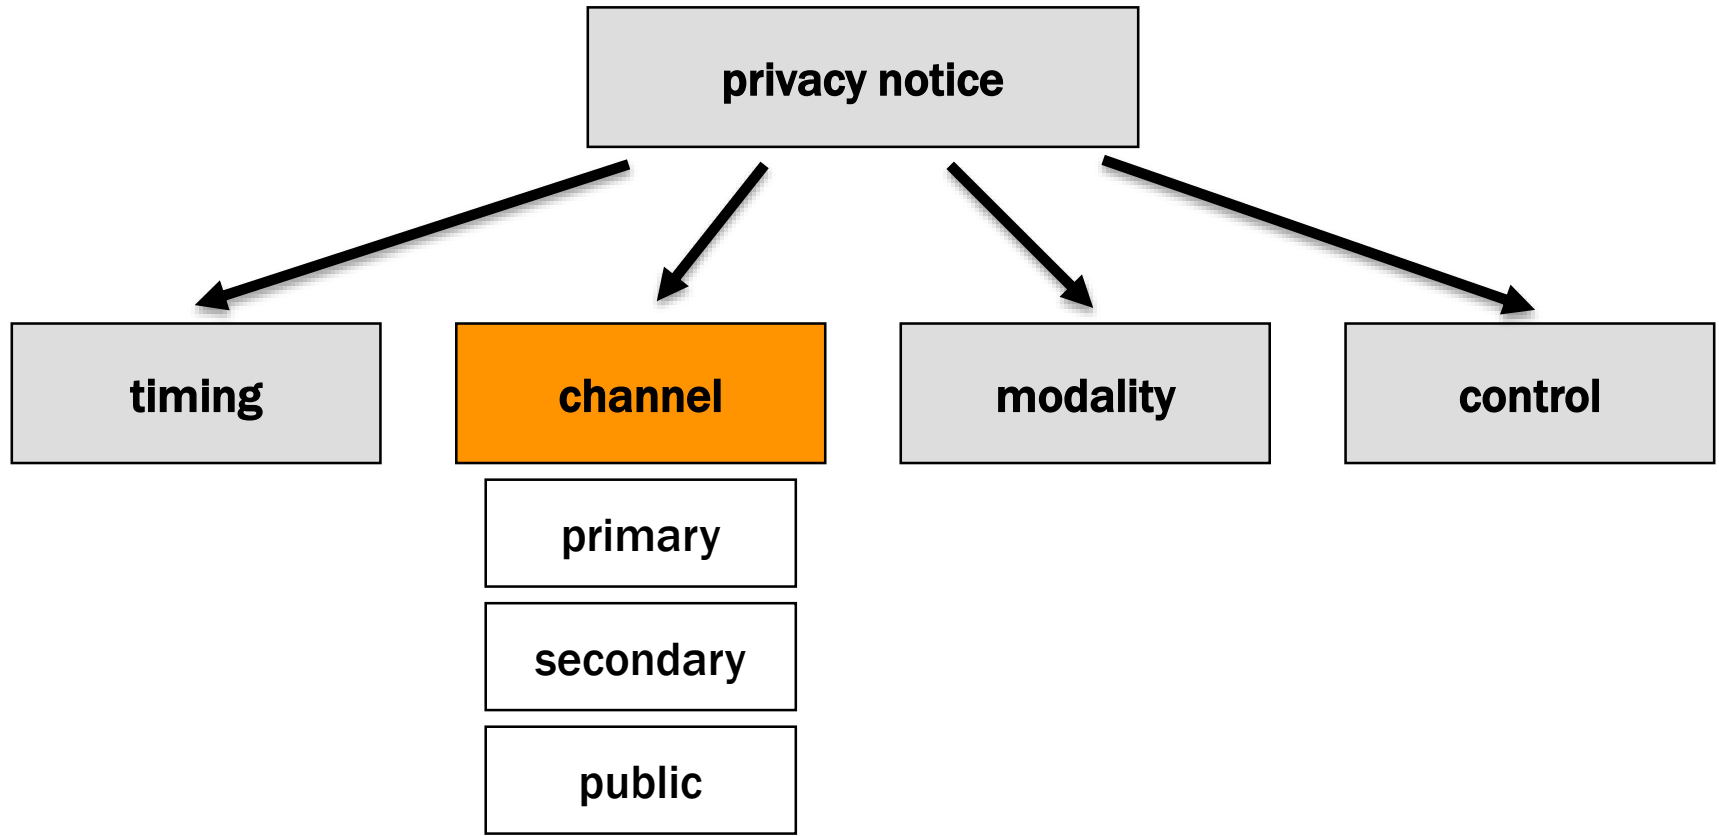 privacy notice
timing
channel
modality
control
primary
secondary
public